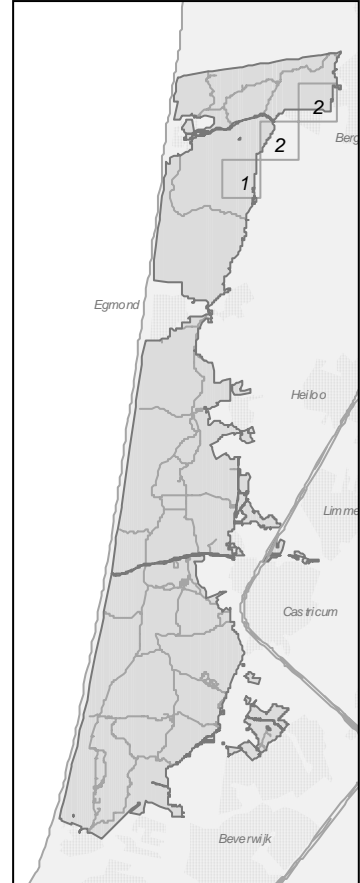 2
Berg
2
1
Egmond
Heiloo
Limme
Castricum
Beverwijk